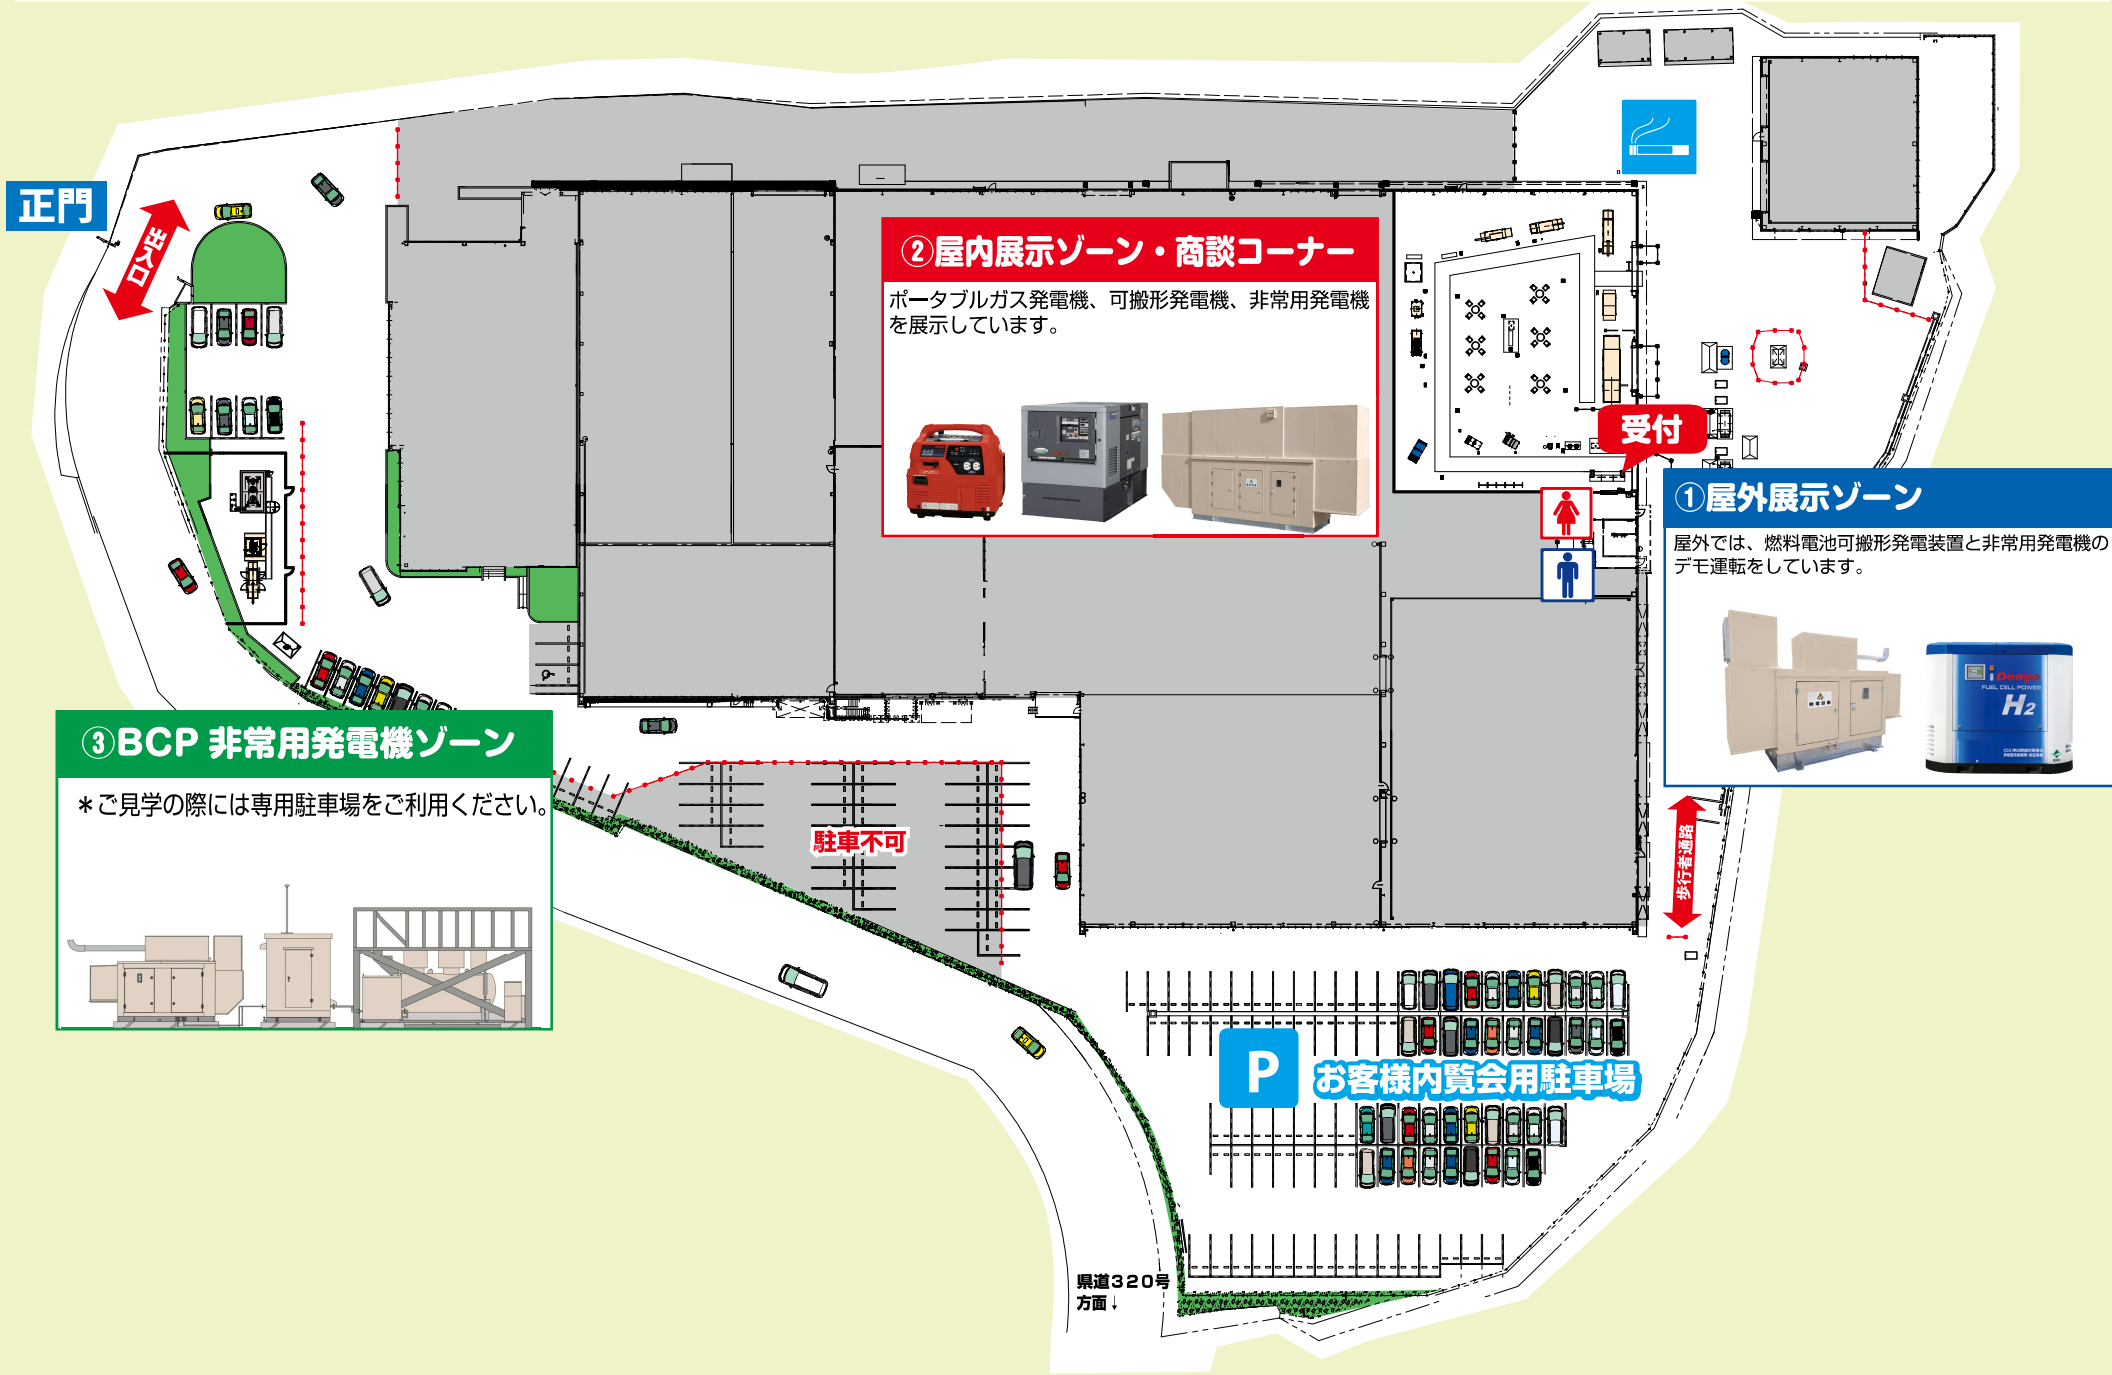 正門
出入口
②屋内展示ゾーン・商談コーナー
ポータブルガス発電機、可搬形発電機、非常用発電機
を展示しています。
受付
①屋外展示ゾーン
屋外では、燃料電池可搬形発電装置と非常用発電機の
デモ運転をしています。
Denyo
FUEL CELL POWER
H2
③BCP 非常用発電機ゾーン
＊ご見学の際には専用駐車場をご利用ください。
駐車不可
歩行者通路
P
お客様内覧会用駐車場
県道320号
方面↓